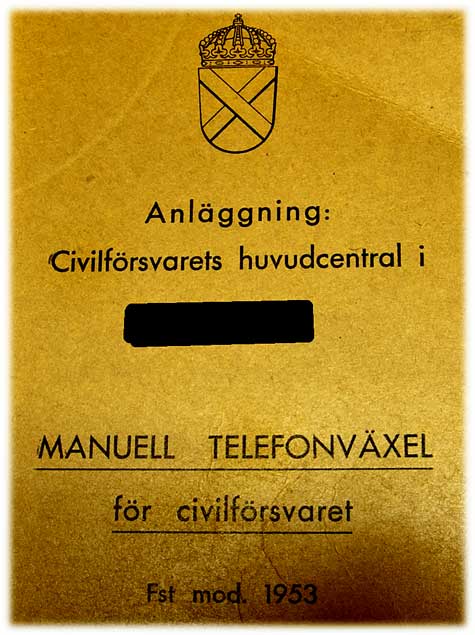 Anläggning:
Civilförsvarets huvudcentral i
MANUELL TELEFONVÄXEL
för civilförsvaret
Fst mod. 1953